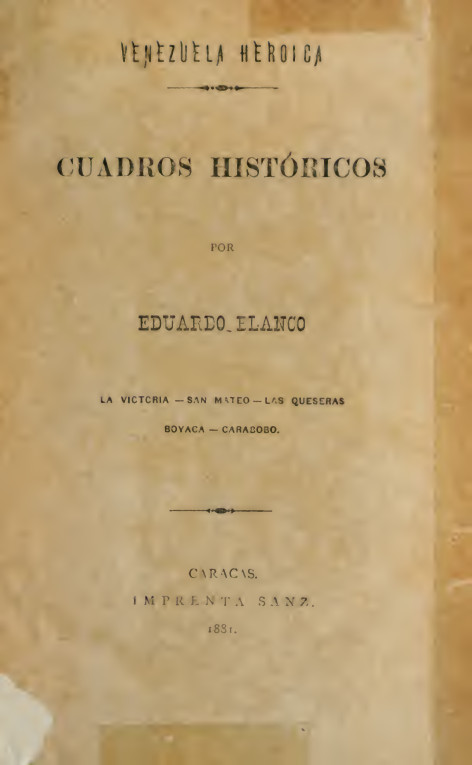 VENEZUELA HEROICA
CUADROS HISTÓRICOS
POR
EDUARDO BLANCO
LA VICTORIA — SAN MATEO — LAS QUESERAS
BOYACA — CARABOBO.
CARACAS.
IMPRENTA SANZ.
1881.